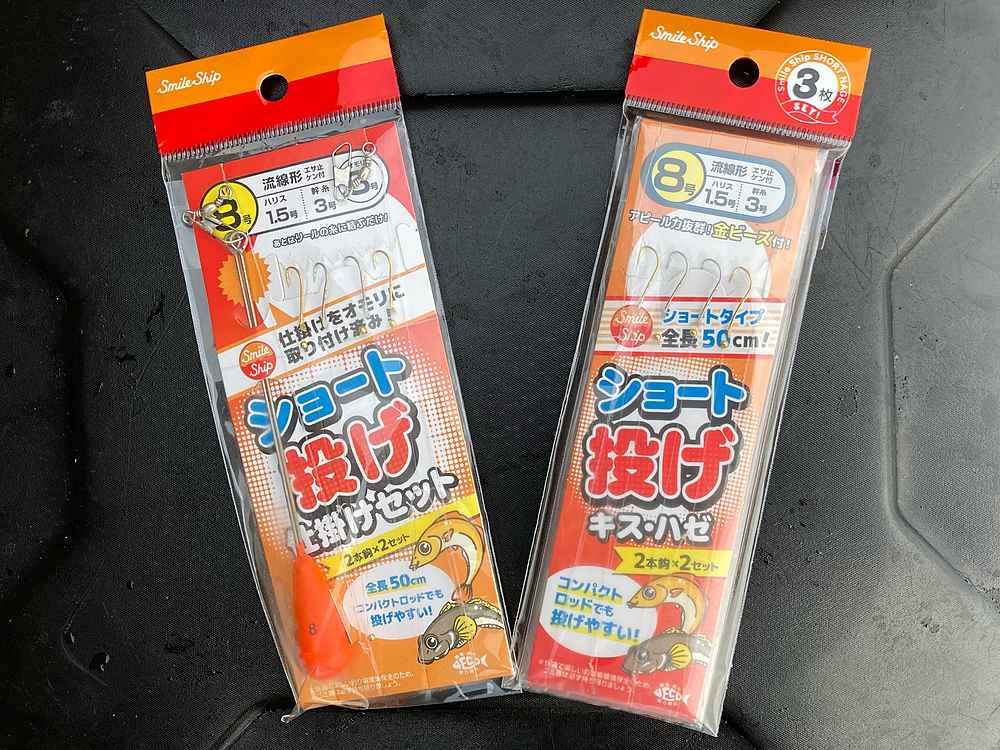 Smile Ship
8号
流線形
エサ止
ケン付
ハリス
1.5号
幹糸
3号
号
あとはリールの糸に結ぶだけ!
仕掛けをオモリに
取り付け済み!
Smile
Ship
ショート
投げ
仕掛けセット
2本鈎×2セット
全長50cm
コンパクトロッドでも
投げやすい!
8
Smile Ship
Smile Ship SHORT NAGE
3枚
SET!
8号
流線形
エサ止
ケン付
ハリス
1.5号
幹糸
3号
アピール力抜群!金ビーズ付!
Smile
Ship
ショートタイプ
全長50cm!
ショート
投げ
キス・ハゼ
2本鈎×2セット
コンパクト
ロッドでも
投げやすい!